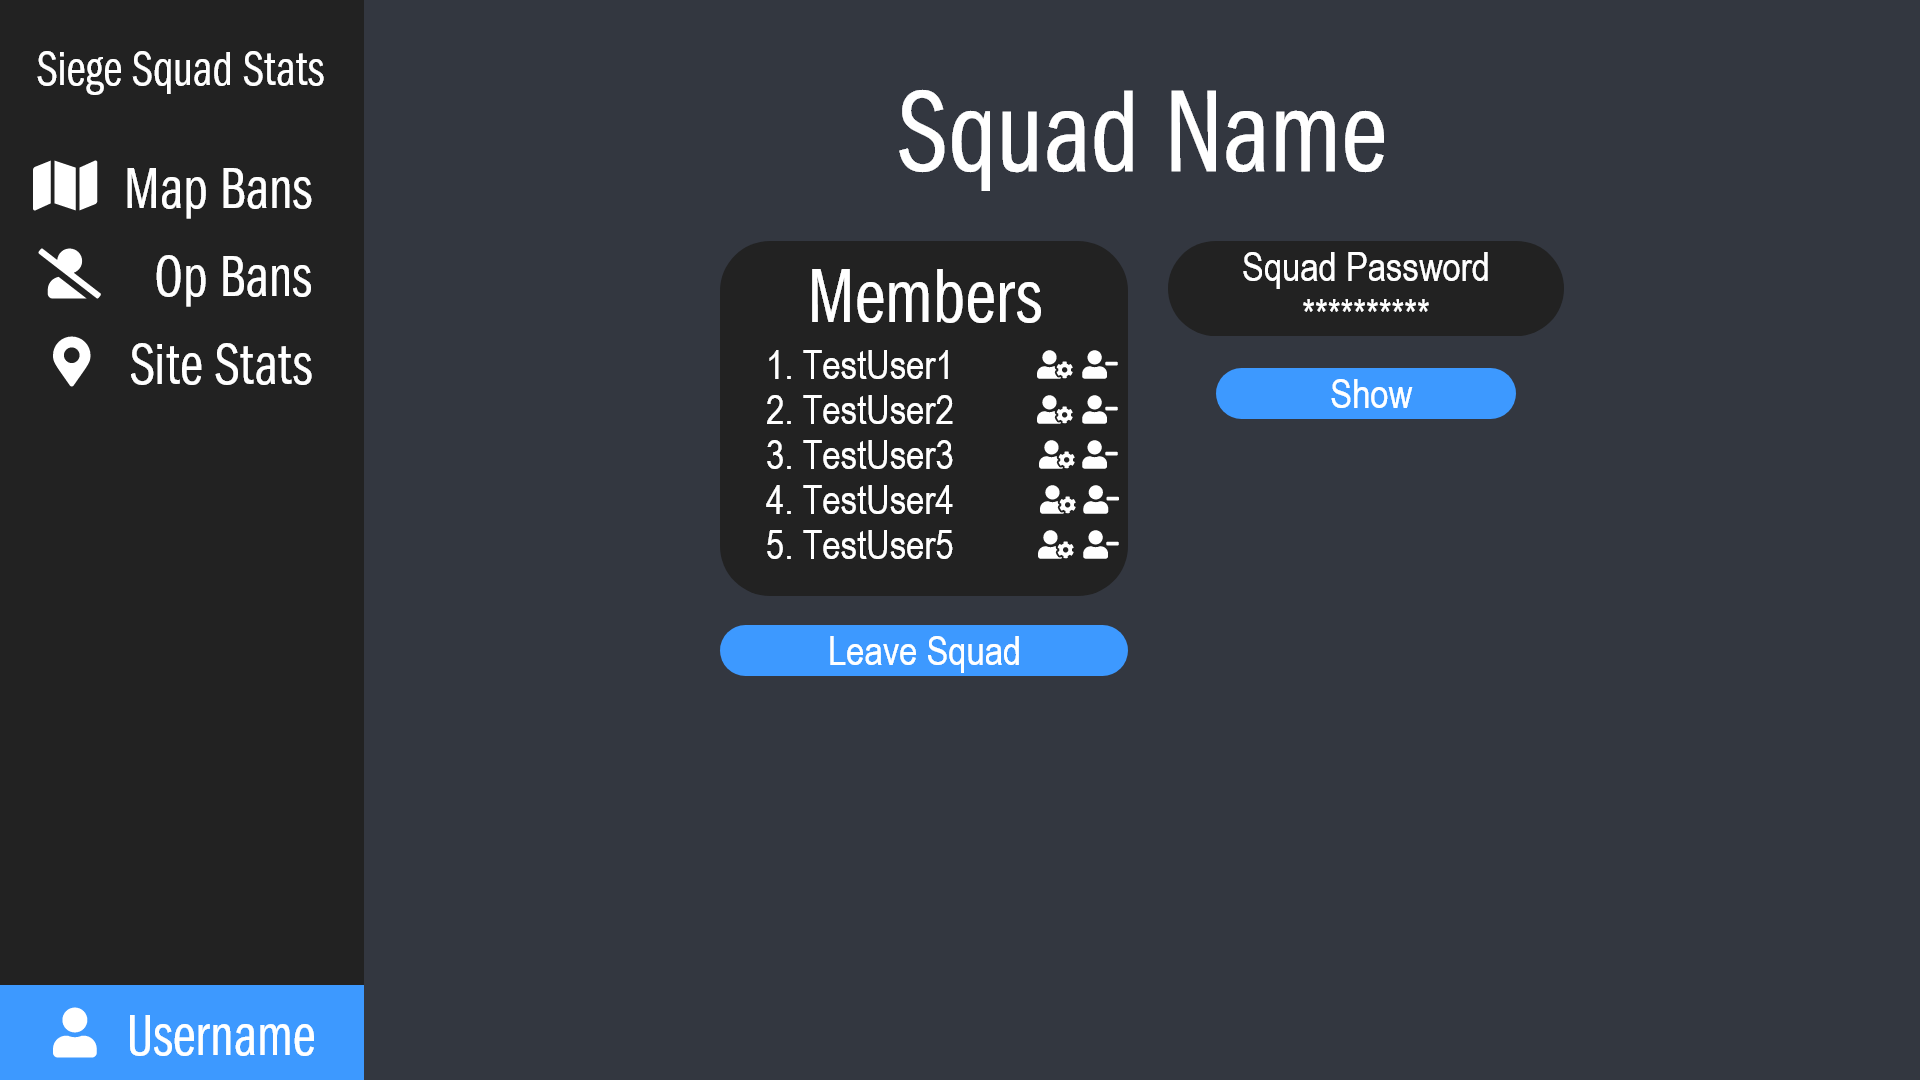 Siege Squad Stats
Map Bans
Op Bans
Site Stats
Username
Squad Name
Members
1. TestUser1
2. TestUser2
3. TestUser3
4. TestUser4
5. TestUser5
Leave Squad
Squad Password
**********
Show